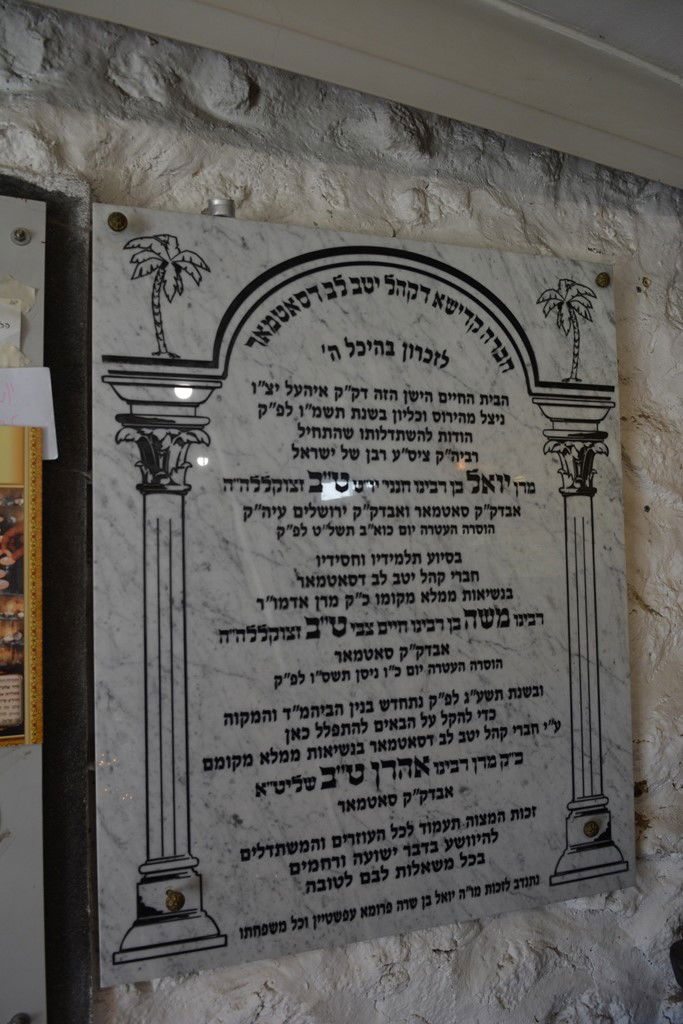 חברה קדישא דקהל יטב לב דסאטמאר
לזכרון בהיכל ה'
הבית החיים הישן הזה דק"ק איהעל יצ"ו
ניצל מהירוס וכליון בשנת תשמ"ו לפ"ק
הודות להשתדלותו שהתחיל
רביה"ק ציס"ע רבן של ישראל
מרן יואל בן רבינו חנני' יו"ט ט"ב זצוקללה"ה
אבדק"ק סאטמאר ואבדק"ק ירושלים עיה"ק
הוסרה העטרה יום כוא"ב תשל"ט לפ"ק
בסיוע תלמידיו וחסידיו
חברי קהל יטב לב דסאטמאר
בנשיאות ממלא מקומו כ"ק מרן אדמו"ר
רבינו משה בן רבינו חיים צבי ט"ב זצוקללה"ה
אבדק"ק סאטמאר
הוסרה העטרה יום כ"ו ניסן תשס"ו לפ"ק
ובשנת תשע"ג לפ"ק נתחדש בנין הביהמ"ד והמקוה
כדי להקל על הבאים להתפלל כאן
ע"י חברי קהל יטב לב דסאטמאר בנשיאות ממלא מקומם
כ"ק מרן רבינו אהרן ט"ב שליט"א
אבדק"ק סאטמאר
זכות המצוה תעמוד לכל העוזרים והמשתדלים
להיוושע בדבר ישועה ורחמים
בכל משאלות לבם לטובה
נתנדב לזכות מו"ה יואל בן שרה פרומא עפשטיין וכל משפחתו